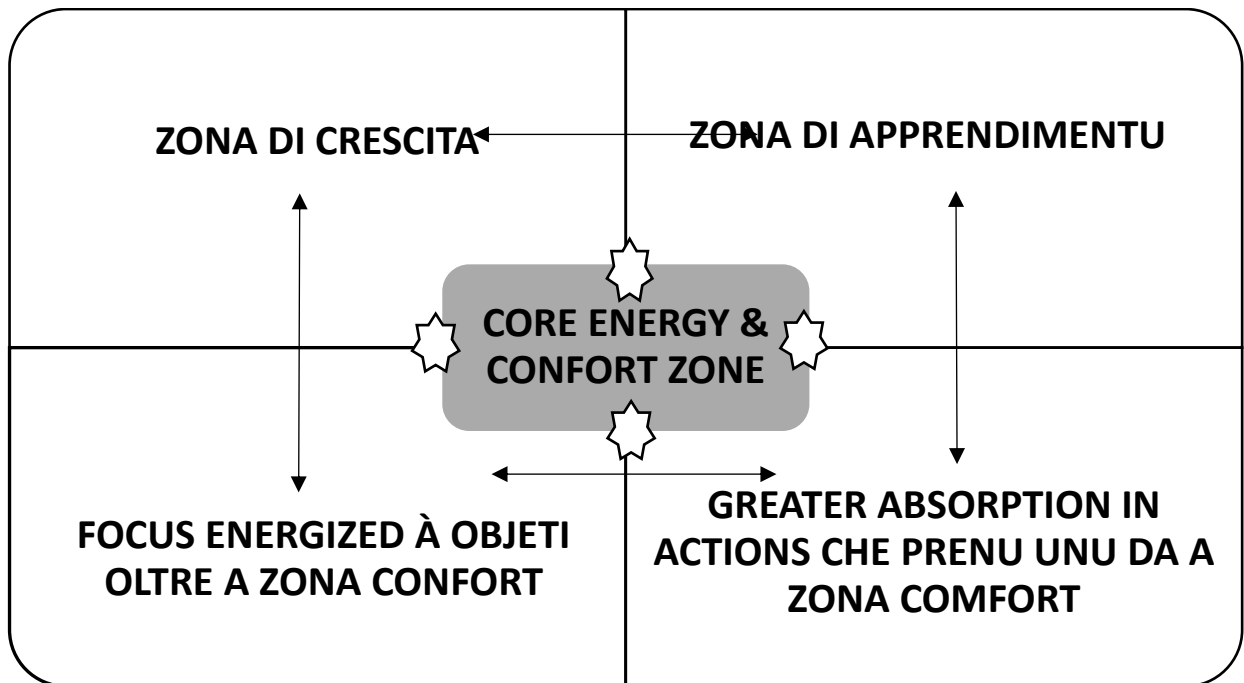 ZONA DI CRESCITA
ZONA DI APPRENDIMENTU
CORE ENERGY &
CONFORT ZONE
FOCUS ENERGIZED À OBJETI
OLTRE A ZONA CONFORT
GREATER ABSORPTION IN
ACTIONS CHE PRENU UNU DA A
ZONA COMFORT